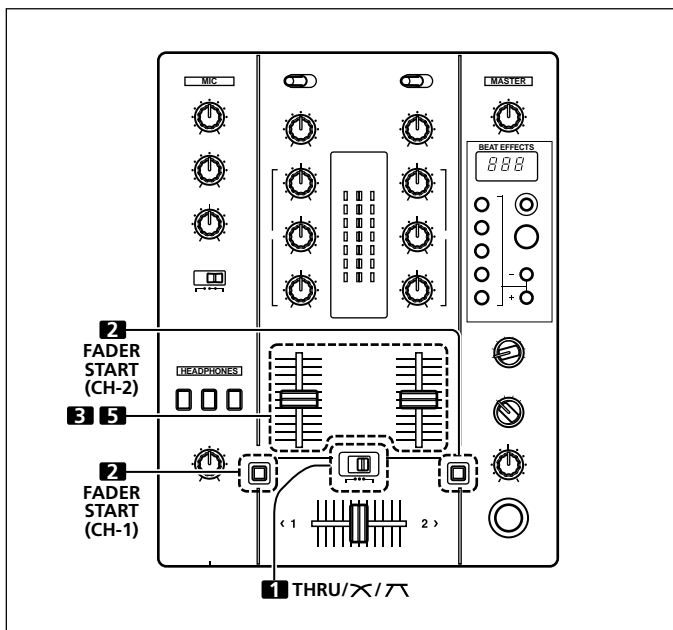 MIC
MASTER
BEAT EFFECTS
888
–
+
2
FADER
START
(CH-2)
HEADPHONES
3 5
2
FADER
START
(CH-1)
‹ 1
2 ›
1 THRU/